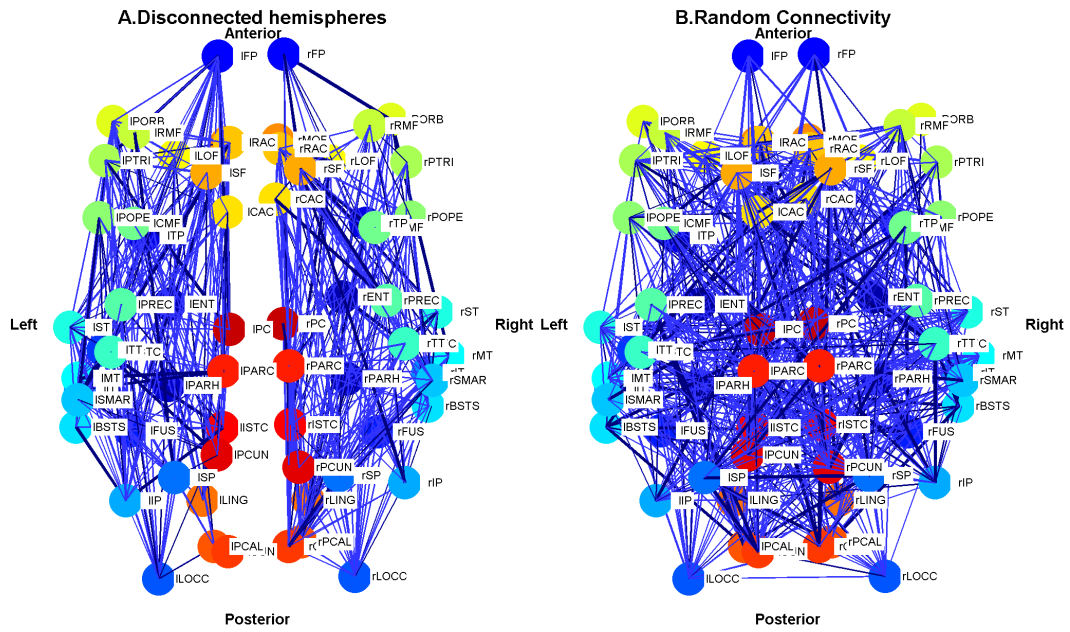 A.Disconnected hemispheres
Anterior
lFP
rFP
lPORB
lRMF
rRMF
lRAC
rRAC
lPTRI
lLOF
lSF
rSF
rLOF
rPTRI
lCAC
rCAC
lPOPE
lCMF
lTP
rTP
rPOPE
lPREC
lENT
rENT
rPREC
rST
Left
lST
lPC
rPC
Right
lTT
rTT
rMT
lMT
lPARC
rPARC
lPARH
rPARH
rSMAR
lSMAR
rBSTS
lBSTS
lFUS
lISTC
rISTC
rFUS
lPCUN
rPCUN
lSP
rSP
rIP
lIP
lLING
rLING
lPCAL
rPCAL
lLOCC
rLOCC
Posterior
B.Random Connectivity
Anterior
lFP
rFP
lPORB
lRMF
rRMF
lRAC
rRAC
lPTRI
lLOF
lSF
rSF
rLOF
rPTRI
lCAC
rCAC
lPOPE
lCMF
lTP
rTP
rPOPE
lPREC
lENT
rENT
rPREC
rST
Left
lST
lPC
rPC
Right
lTT
rTT
rMT
lMT
lPARC
rPARC
lPARH
rPARH
rSMAR
lSMAR
rBSTS
lBSTS
lFUS
lISTC
rISTC
rFUS
lPCUN
rPCUN
lSP
rSP
rIP
lIP
lLING
rLING
lPCAL
rPCAL
lLOCC
rLOCC
Posterior